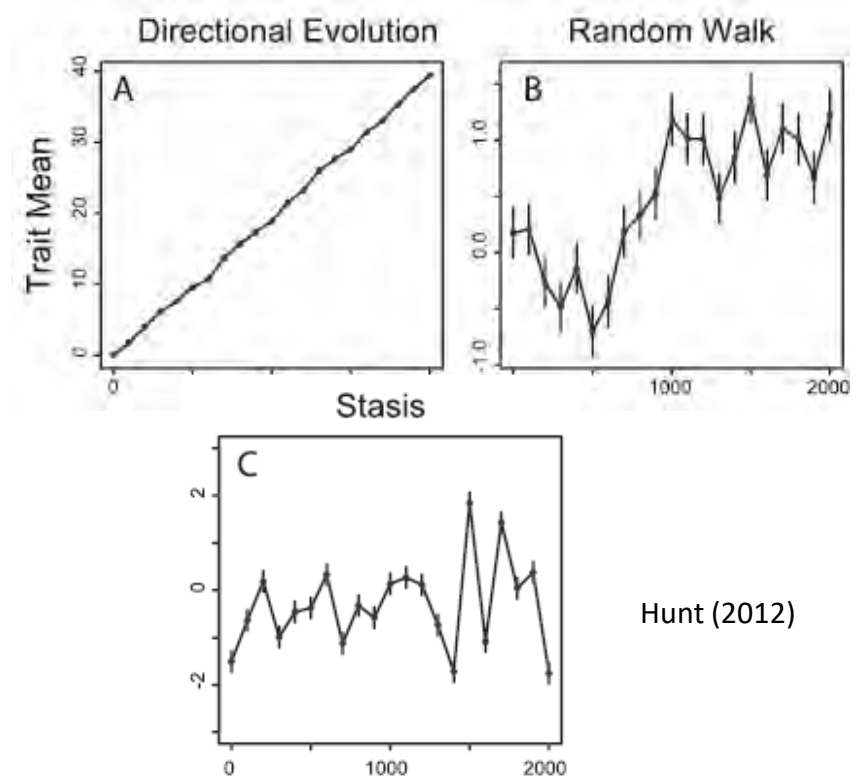 Directional Evolution
Random Walk
A
B
Trait Mean
40
30
20
10
0
0
-1.0
0.0
-1.0
1000
2000
Stasis
C
2
0
-2
0
1000
2000
Hunt (2012)